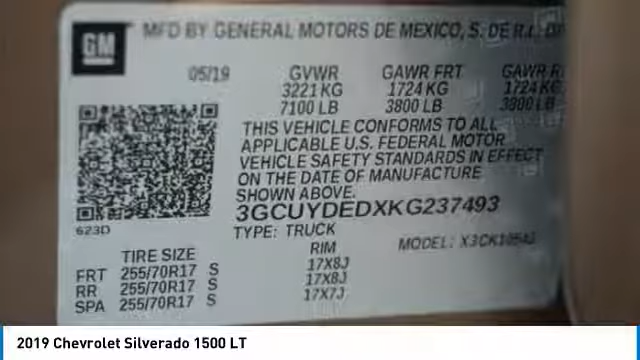 GM
MFD BY GENERAL MOTORS DE MEXICO, S. DE R.L.
05/19 GVWR GAWR FRT GAWR
3221 KG 1724 KG 1724 KG
7100 LB 3800 LB 3800 LB
THIS VEHICLE CONFORMS TO ALL
APPLICABLE U.S. FEDERAL MOTOR
VEHICLE SAFETY STANDARDS IN EFFECT
ON THE DATE OF MANUFACTURE
SHOWN ABOVE.
3GCUYDEDXKG237493
623D
TYPE: TRUCK
MODEL:
TIRE SIZE RIM
FRT 255/70R17 S 17X8J
RR 255/70R17 S 17X8J
SPA 255/70R17 S 17X7J
2019 Chevrolet Silverado 1500 LT